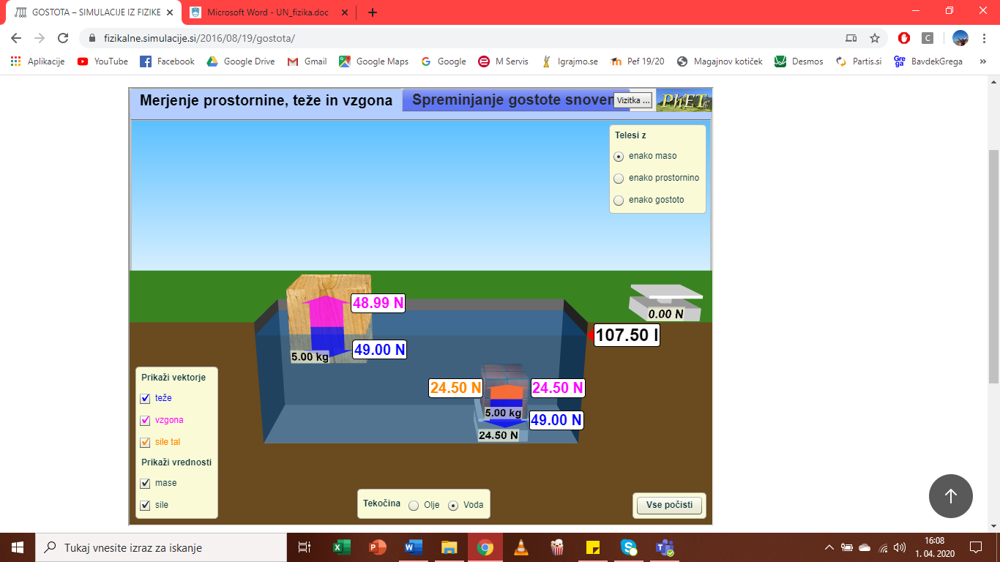 GOSTOTA – SIMULACIJE IZ FIZIKE
Microsoft Word - UN_fizika.doc
fizikalne.simulacije.si/2016/08/19/gostota/
Aplikacije YouTube Facebook Google Drive Gmail Google Maps Google M Servis Igrajmo.se Pef 19/20 Magajnov kotiček Desmos Partis.si BavdekGrega
Merjenje prostornine, teže in vzgona
Spreminjanje gostote snoven
Vizitka ...
PhET
Telesi z
enako maso
enako prostornino
enako gostoto
48.99 N
49.00 N
5.00 kg
0.00 N
107.50 l
24.50 N
24.50 N
5.00 kg
49.00 N
24.50 N
Prikaži vektorje
teže
vzgona
sile tal
Prikaži vrednosti
mase
sile
Tekočina Olje Voda
Vse počisti
Tukaj vnesite izraz za iskanje
16:08
1. 04. 2020